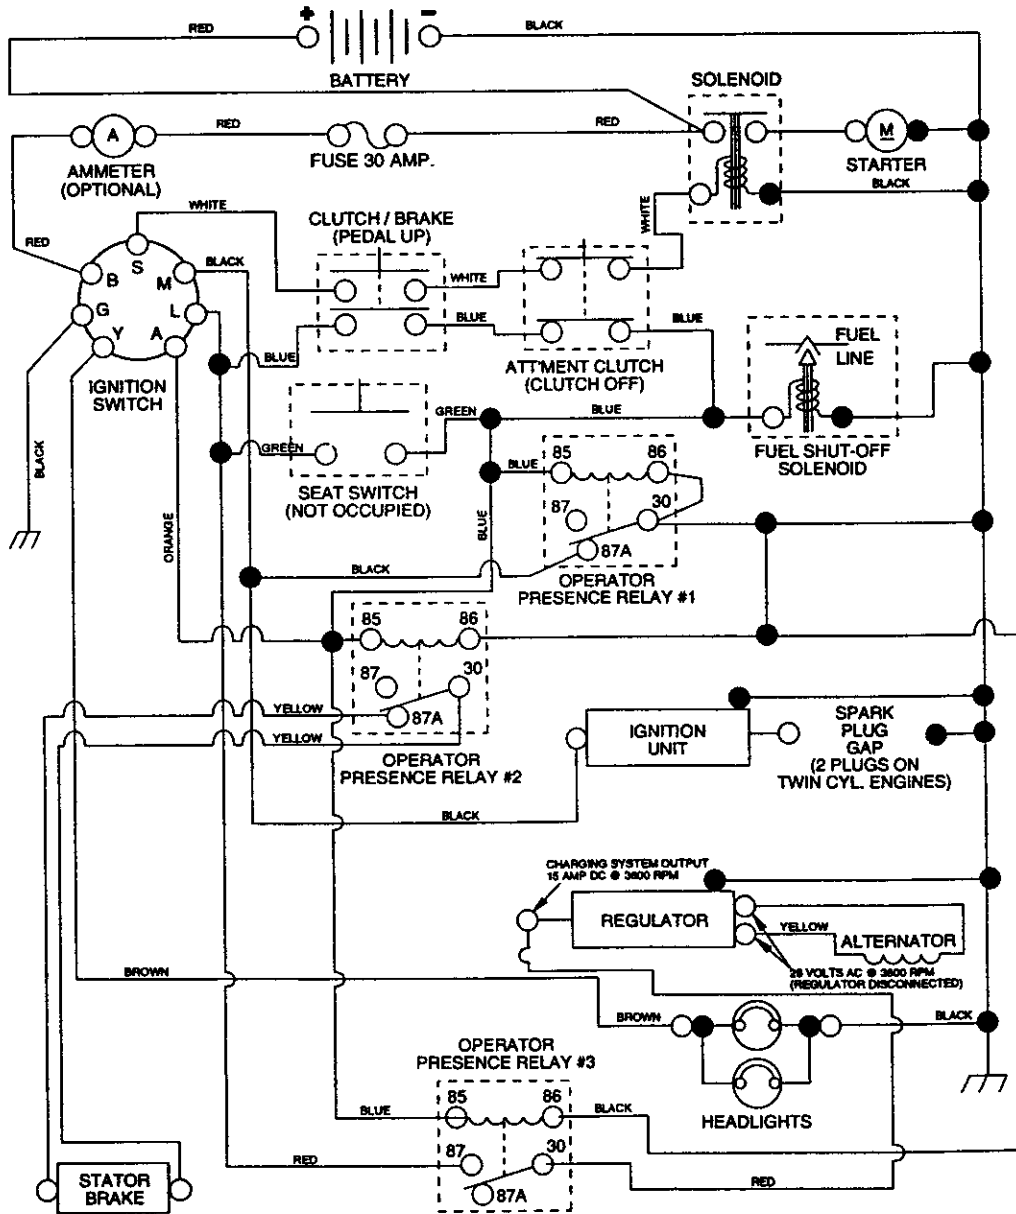 + -
RED
BLACK
BATTERY
SOLENOID
A
RED
RED
M
AMMETER
(OPTIONAL)
FUSE 30 AMP.
STARTER
BLACK
WHITE
CLUTCH / BRAKE
(PEDAL UP)
WHITE
RED
S
BLACK
B
M
WHITE
G
L
BLUE
BLUE
FUEL
LINE
Y
A
BLUE
ATT'MENT CLUTCH
(CLUTCH OFF)
IGNITION
SWITCH
GREEN
BLUE
BLACK
GREEN
85
86
FUEL SHUT-OFF
SOLENOID
BLUE
SEAT SWITCH
(NOT OCCUPIED)
87
30
ORANGE
BLUE
87A
BLACK
OPERATOR
PRESENCE RELAY #1
85
86
87
30
YELLOW
87A
YELLOW
IGNITION
UNIT
SPARK
PLUG
GAP
(2 PLUGS ON
TWIN CYL. ENGINES)
OPERATOR
PRESENCE RELAY #2
BLACK
CHARGING SYSTEM OUTPUT
15 AMP DC @ 3600 RPM
REGULATOR
YELLOW
ALTERNATOR
28 VOLTS AC @ 3600 RPM
(REGULATOR DISCONNECTED)
BROWN
BROWN
BLACK
OPERATOR
PRESENCE RELAY #3
85
86
BLUE
BLACK
HEADLIGHTS
87
30
RED
RED
87A
STATOR
BRAKE